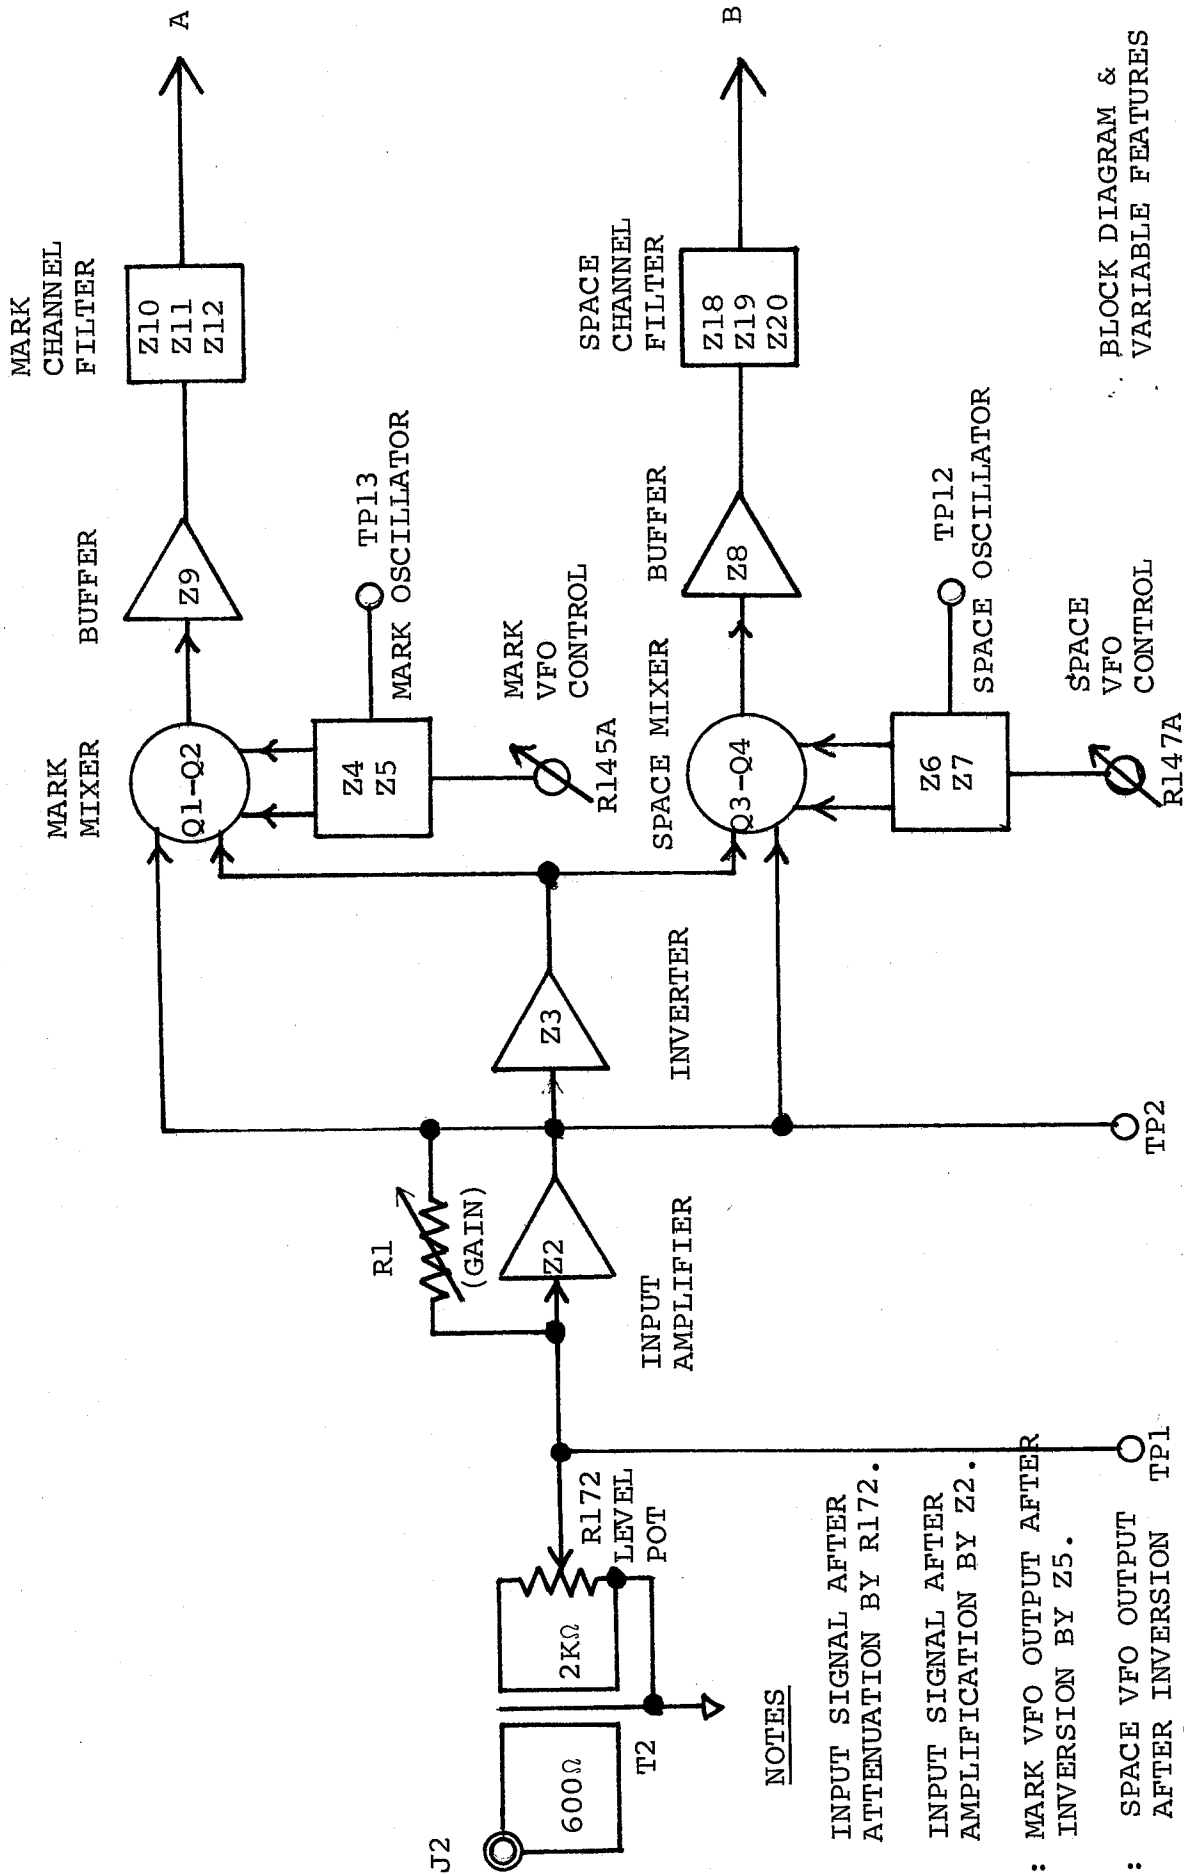 J2
600Ω
T2
2KΩ
R172
LEVEL
POT
TP1
R1
(GAIN)
Z2
INPUT
AMPLIFIER
TP2
Z3
INVERTER
MARK
MIXER
Q1-Q2
Z4
Z5
TP13
MARK OSCILLATOR
MARK
VFO
CONTROL
R145A
BUFFER
Z9
MARK
CHANNEL
FILTER
Z10
Z11
Z12
A
SPACE MIXER
Q3-Q4
Z6
Z7
TP12
SPACE OSCILLATOR
SPACE
VFO
CONTROL
R147A
BUFFER
Z8
SPACE
CHANNEL
FILTER
Z18
Z19
Z20
B
NOTES
INPUT SIGNAL AFTER
ATTENUATION BY R172.
INPUT SIGNAL AFTER
AMPLIFICATION BY Z2.
: MARK VFO OUTPUT AFTER
INVERSION BY Z5.
: SPACE VFO OUTPUT
AFTER INVERSION
BLOCK DIAGRAM &
VARIABLE FEATURES